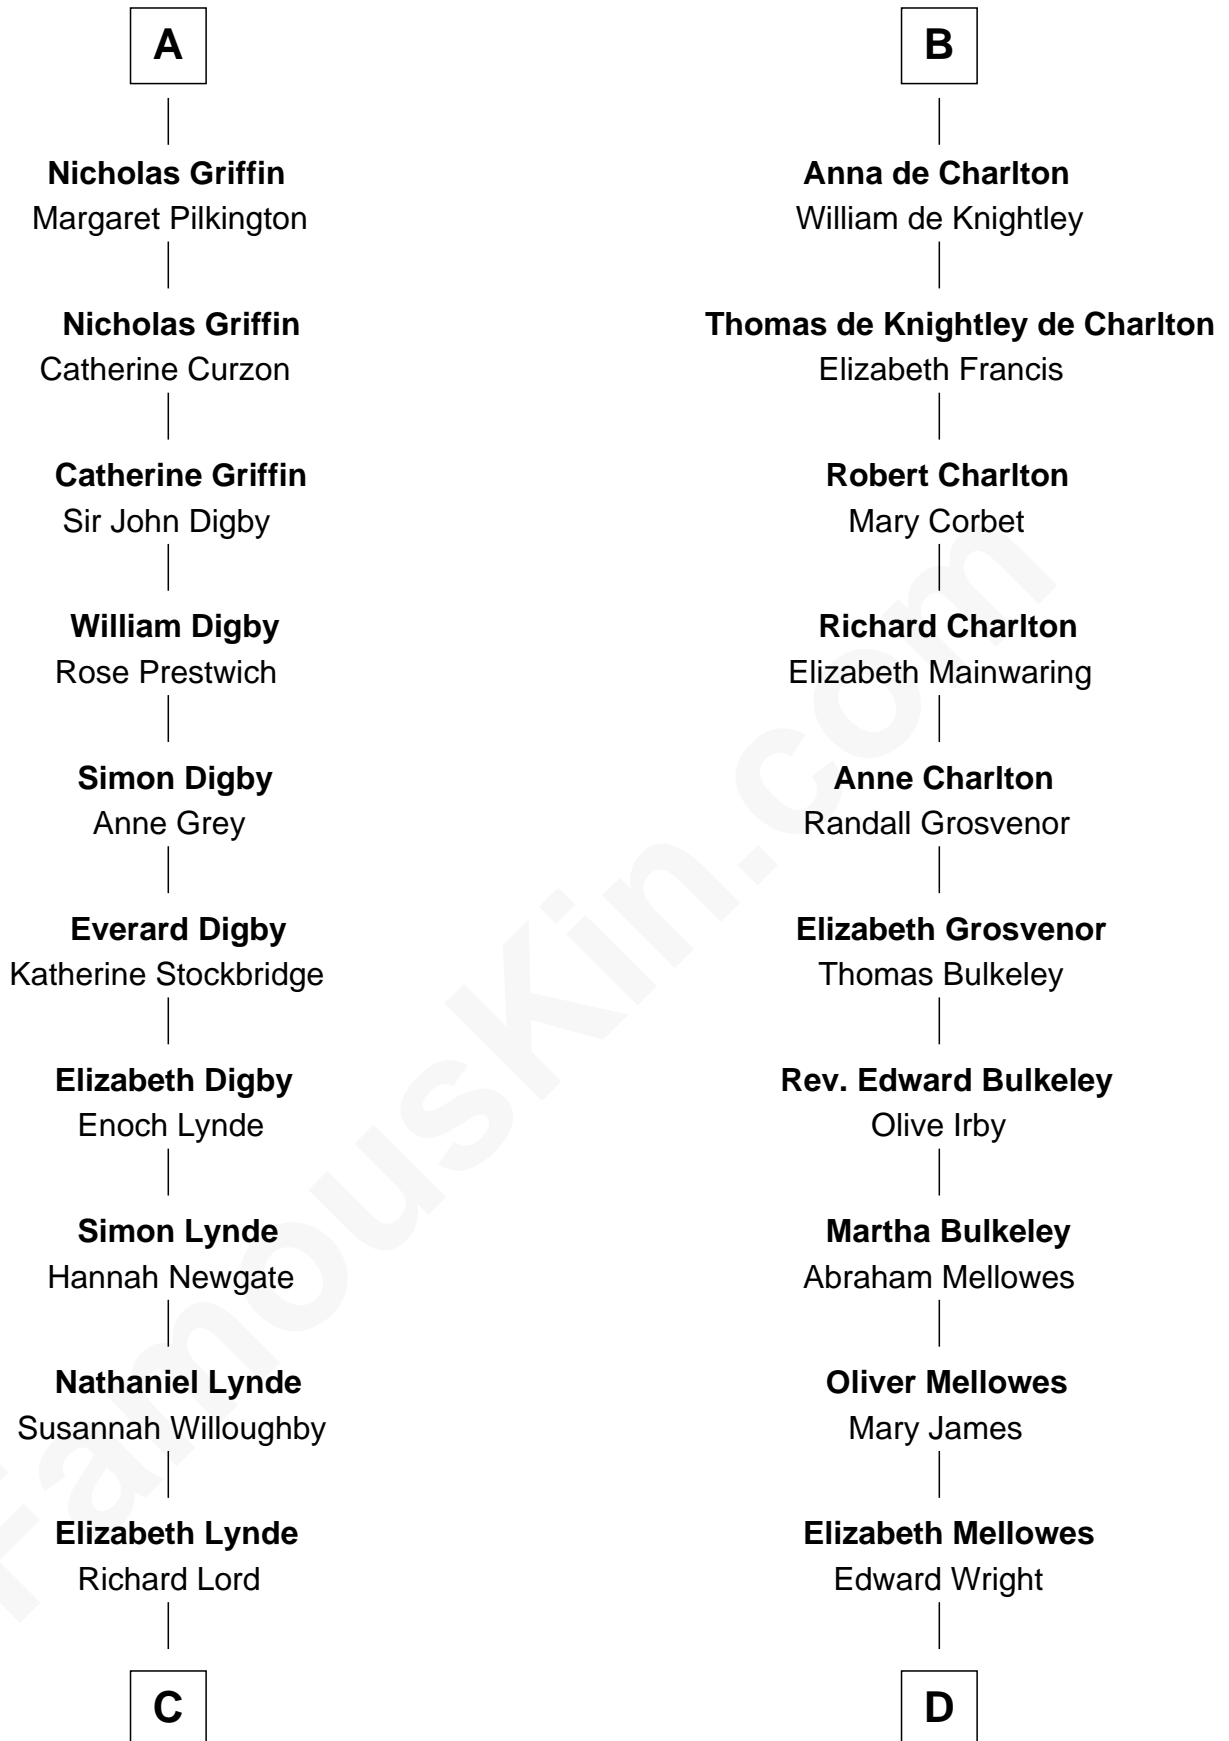 A
Nicholas Griffin
Margaret Pilkington
Nicholas Griffin
Catherine Curzon
Catherine Griffin
Sir John Digby
William Digby
Rose Prestwich
Simon Digby
Anne Grey
Everard Digby
Katherine Stockbridge
Elizabeth Digby
Enoch Lynde
Simon Lynde
Hannah Newgate
Nathaniel Lynde
Susannah Willoughby
Elizabeth Lynde
Richard Lord
C
B
Anna de Charlton
William de Knightley
Thomas de Knightley de Charlton
Elizabeth Francis
Robert Charlton
Mary Corbet
Richard Charlton
Elizabeth Mainwaring
Anne Charlton
Randall Grosvenor
Elizabeth Grosvenor
Thomas Bulkeley
Rev. Edward Bulkeley
Olive Irby
Martha Bulkeley
Abraham Mellowes
Oliver Mellowes
Mary James
Elizabeth Mellowes
Edward Wright
D
FamousKin.com